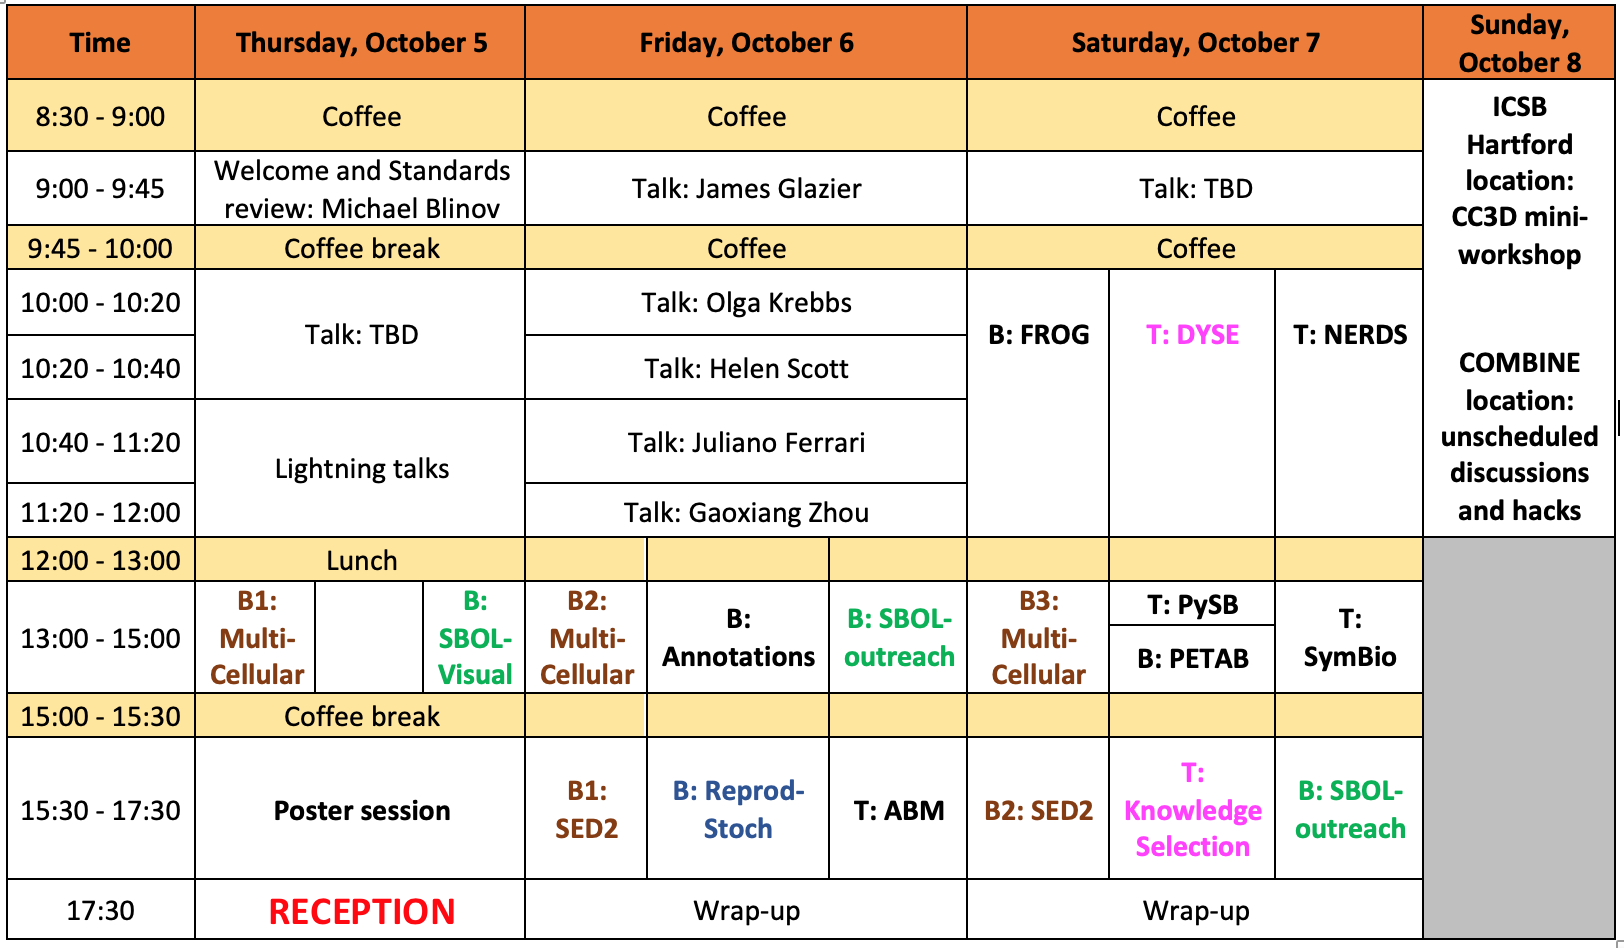 Time
Thursday, October 5
Friday, October 6
Saturday, October 7
Sunday,
October 8
8:30 - 9:00
Coffee
Coffee
Coffee
ICSB
Hartford
location:
CC3D mini-
workshop
COMBINE
location:
unscheduled
discussions
and hacks
9:00 - 9:45
Welcome and Standards
review: Michael Blinov
Talk: James Glazier
Talk: TBD
9:45 - 10:00
Coffee break
Coffee
Coffee
10:00 - 10:20
Talk: TBD
Talk: Olga Krebbs
B: FROG
T: DYSE
T: NERDS
10:20 - 10:40
Talk: Helen Scott
10:40 - 11:20
Lightning talks
Talk: Juliano Ferrari
11:20 - 12:00
Talk: Gaoxiang Zhou
12:00 - 13:00
Lunch
13:00 - 15:00
B1:
Multi-
Cellular
B:
SBOL-
Visual
B2:
Multi-
Cellular
B:
Annotations
B: SBOL-
outreach
B3:
Multi-
Cellular
T: PySB
B: PETAB
T:
SymBio
15:00 - 15:30
Coffee break
15:30 - 17:30
Poster session
B1:
SED2
B: Reprod-
Stoch
T: ABM
B2: SED2
T:
Knowledge
Selection
B: SBOL-
outreach
17:30
RECEPTION
Wrap-up
Wrap-up